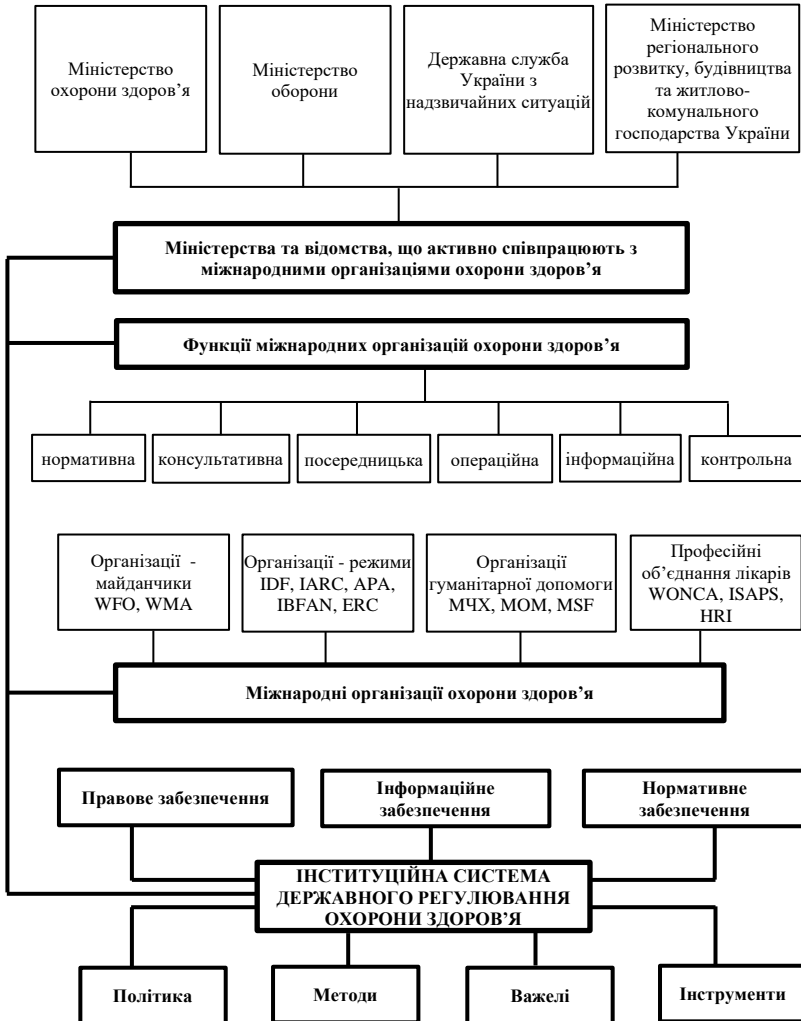 Міністерство
охорони здоров’я
Міністерство
оборони
Державна служба
України з
надзвичайних ситуацій
Міністерство
регіонального
розвитку, будівництва
та житлово-
комунального
господарства України
Міністерства та відомства, що активно співпрацюють з
міжнародними організаціями охорони здоров’я
Функції міжнародних організацій охорони здоров’я
нормативна
консультативна
посередницька
операційна
інформаційна
контрольна
Організації -
майданчики
WFO, WMA
Організації - режими
IDF, IARC, APA,
IBFAN, ERC
Організації
гуманітарної допомоги
МЧХ, МОМ, MSF
Професійні
об’єднання лікарів
WONCA, ISAPS,
HRI
Міжнародні організації охорони здоров’я
Правове забезпечення
Інформаційне
забезпечення
Нормативне
забезпечення
ІНСТИТУЦІЙНА СИСТЕМА
ДЕРЖАВНОГО РЕГУЛЮВАННЯ
ОХОРОНИ ЗДОРОВ’Я
Політика
Методи
Важелі
Інструменти